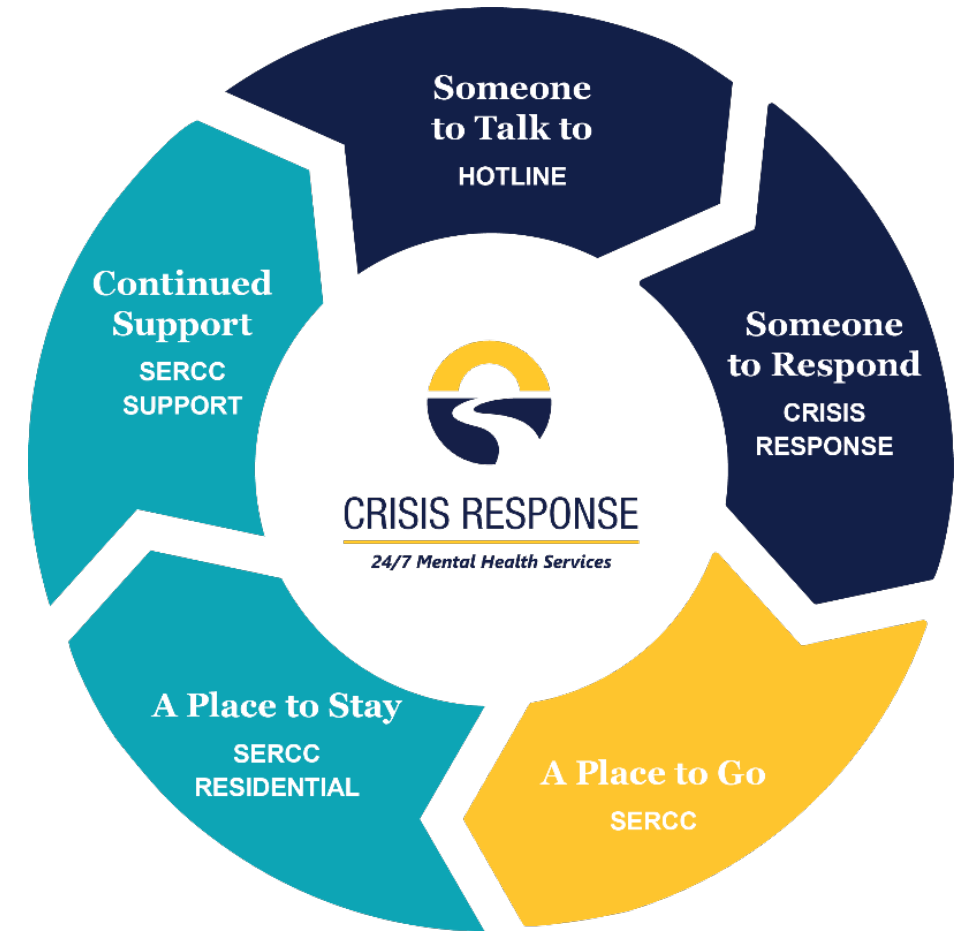 Someone
to Talk to
HOTLINE
Someone
to Respond
CRISIS
RESPONSE
A Place to Go
SERCC
A Place to Stay
SERCC
RESIDENTIAL
Continued
Support
SERCC
SUPPORT
CRISIS RESPONSE
24/7 Mental Health Services